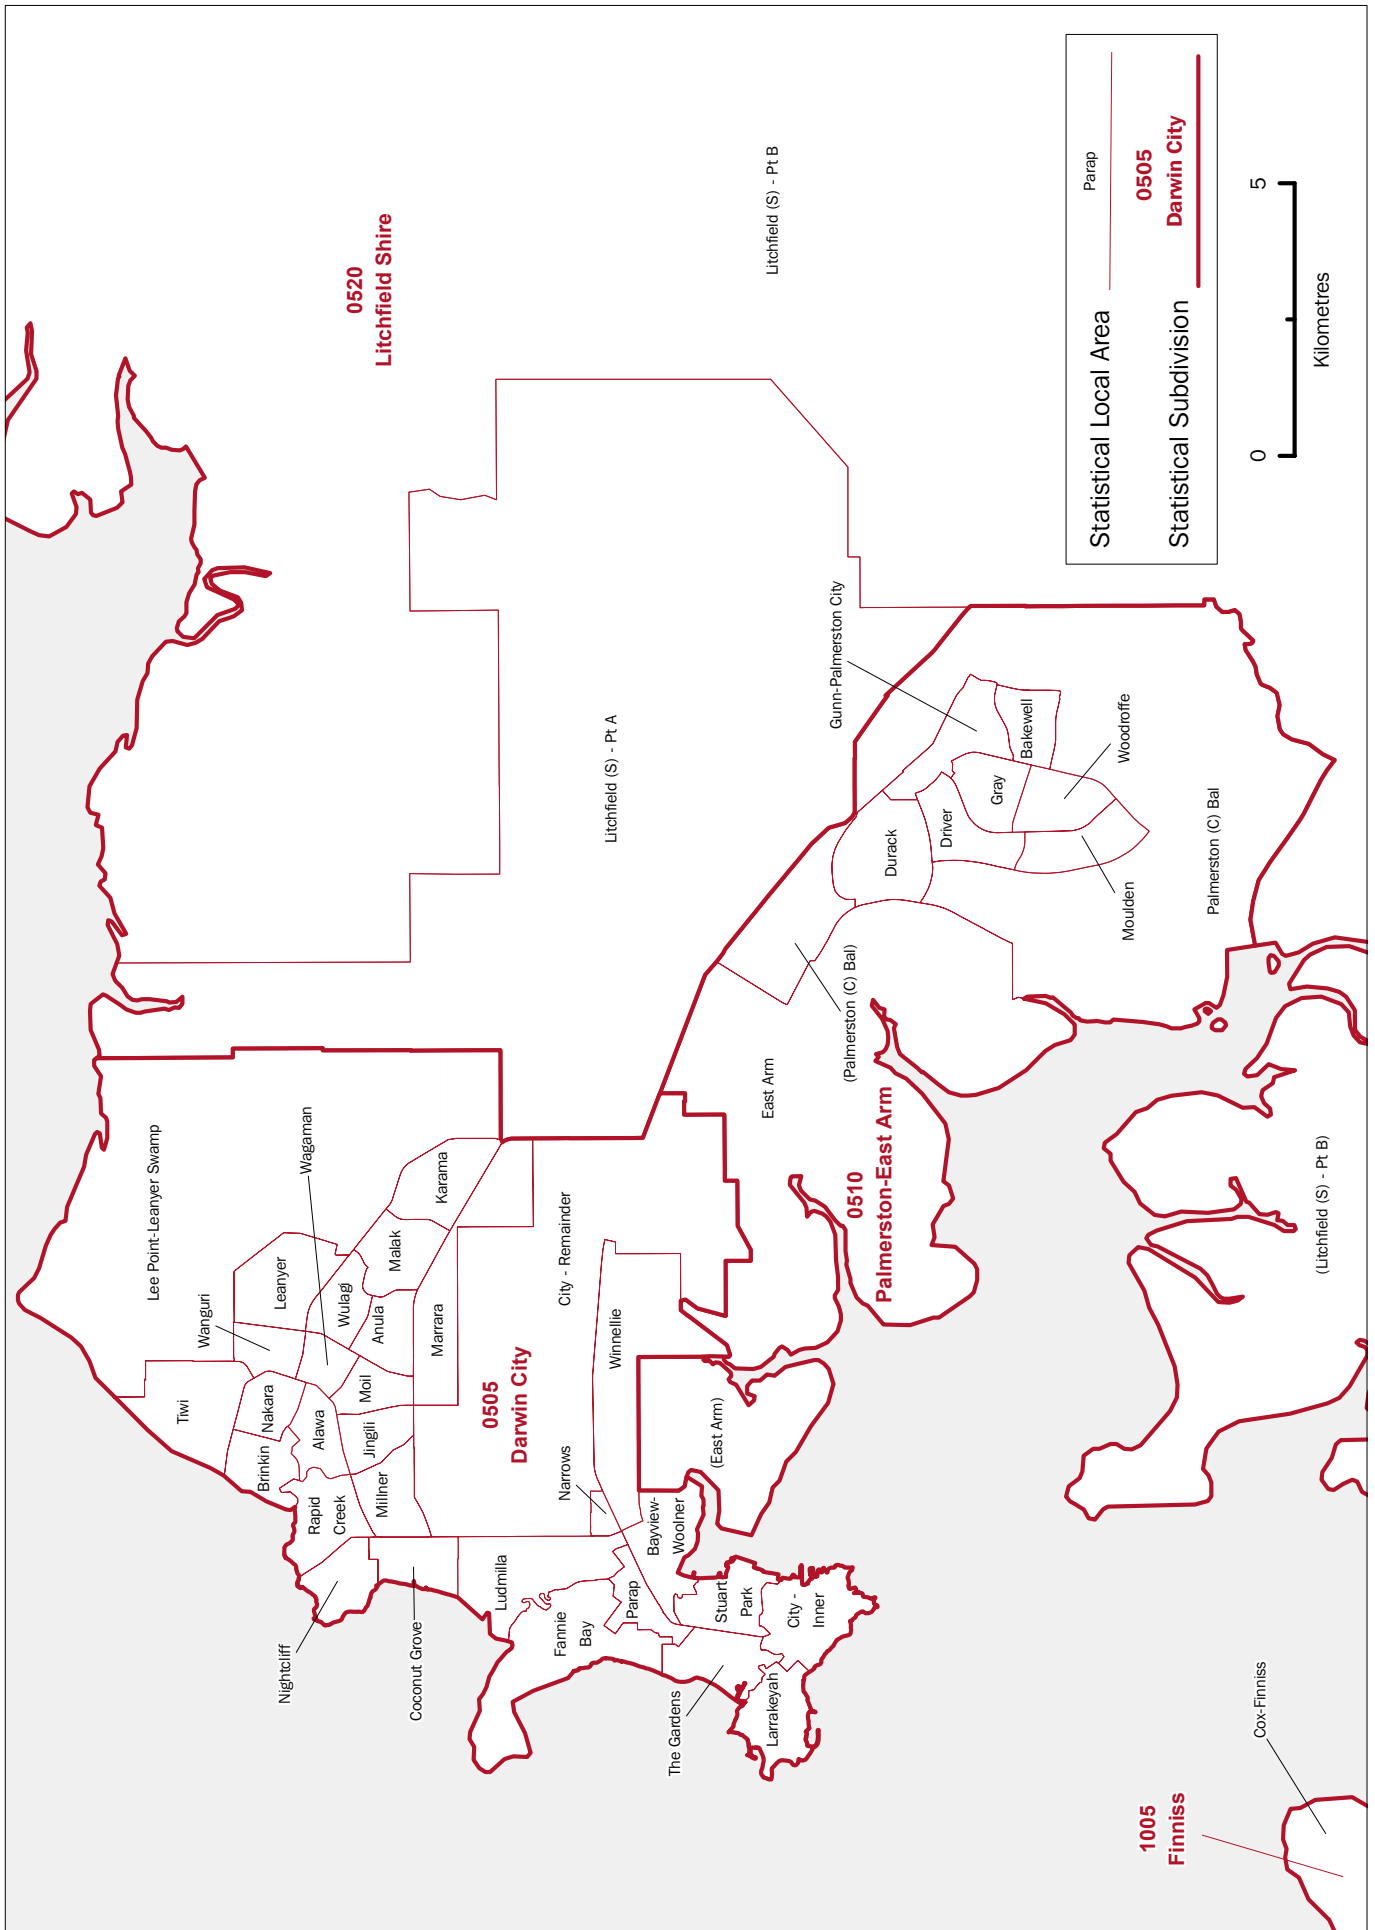 0520
Litchfield Shire
Litchfield (S) - Pt B
Litchfield (S) - Pt A
Lee Point-Leanyer Swamp
Wagaman
Wanguri
Leanyer
Karama
Malak
Wulagi
Anula
Marrara
Tiwi
Nakara
Brinkin
Alawa
Moil
Jingili
Rapid
Creek
Millner
Nightcliff
Coconut Grove
0505
Darwin City
City - Remainder
Winnellie
Narrows
Ludmilla
Fannie
Bay
Parap
Bayview-
Woolner
(East Arm)
Stuart
Park
City -
Inner
The Gardens
Larrakeyah
East Arm
0510
Palmerston-East Arm
(Palmerston (C) Bal)
Gunn-Palmerston City
Durack
Driver
Gray
Bakewell
Woodroffe
Moulden
Palmerston (C) Bal
(Litchfield (S) - Pt B)
Cox-Finniss
1005
Finniss
Statistical Local Area
Parap
Statistical Subdivision
0505
Darwin City
0
5
Kilometres